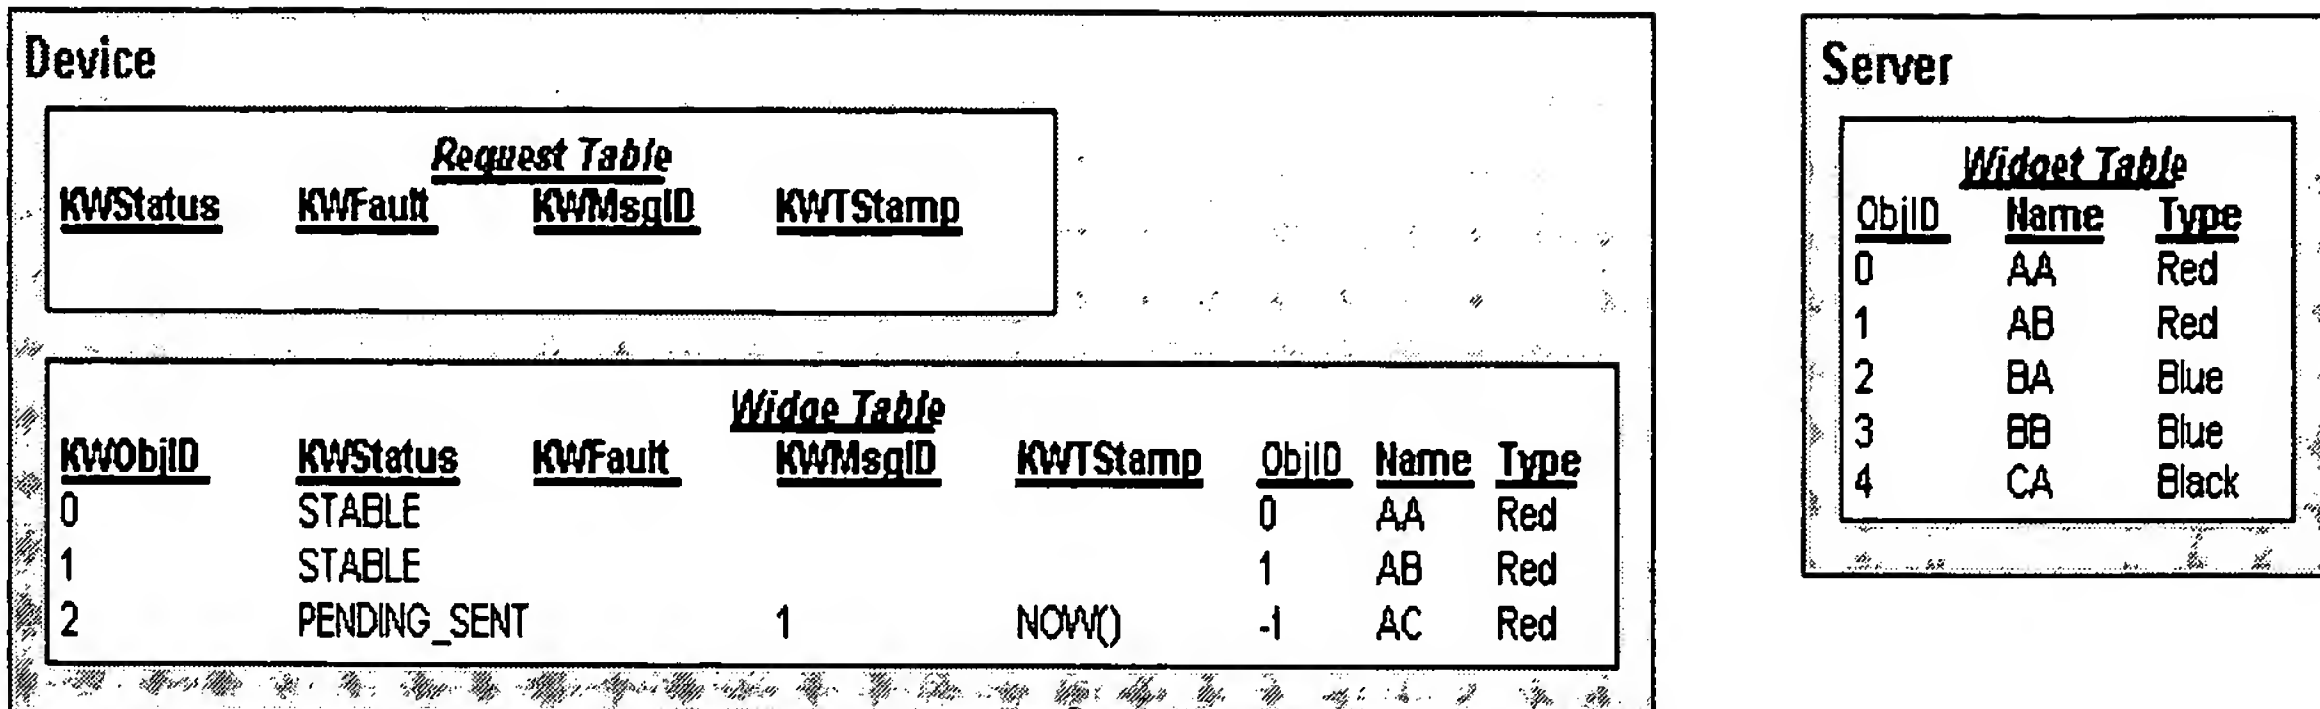 Device
Request Table
KWStatus KWFault KWMsgID KWTStamp
Widge Table
KWObjID KWStatus KWFault KWMsgID KWTStamp ObjID Name Type
0 STABLE 0 AA Red
1 STABLE 1 AB Red
2 PENDING_SENT 1 NOW() -1 AC Red
Server
Widget Table
ObjID Name Type
0 AA Red
1 AB Red
2 BA Blue
3 BB Blue
4 CA Black